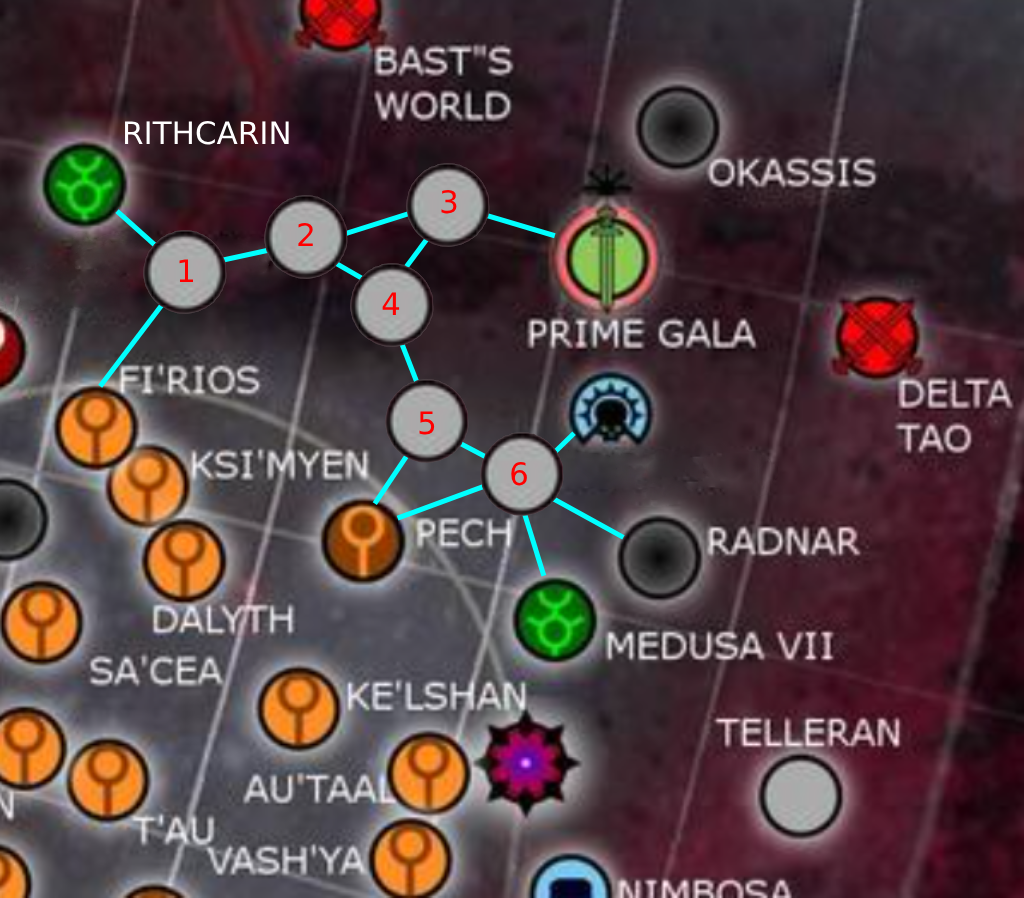 BAST"S
WORLD
RITHCARIN
OKASSIS
3
2
1
4
PRIME GALA
FI'RIOS
DELTA
TAO
5
KSI'MYEN
6
PECH
RADNAR
DALYTH
MEDUSA VII
SA'CEA
KE'LSHAN
TELLERAN
AU'TAAL
N
T'AU
VASH'YA
NIMBOSA